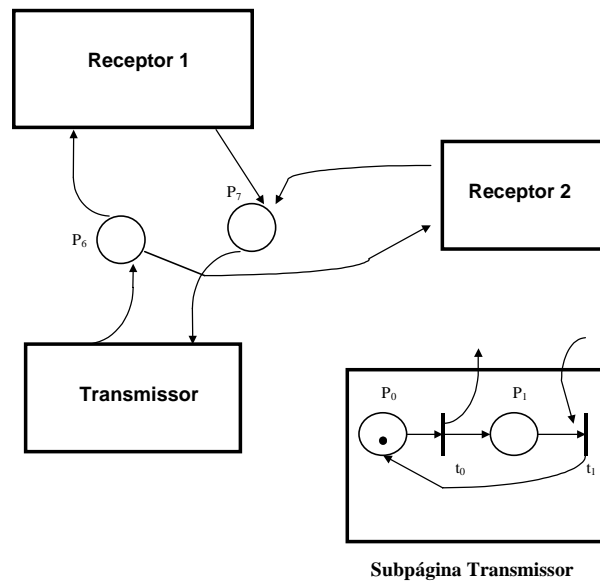 Receptor 1
P7
Receptor 2
P6
Transmissor
P0
P1
t0
t1
Subpágina Transmissor